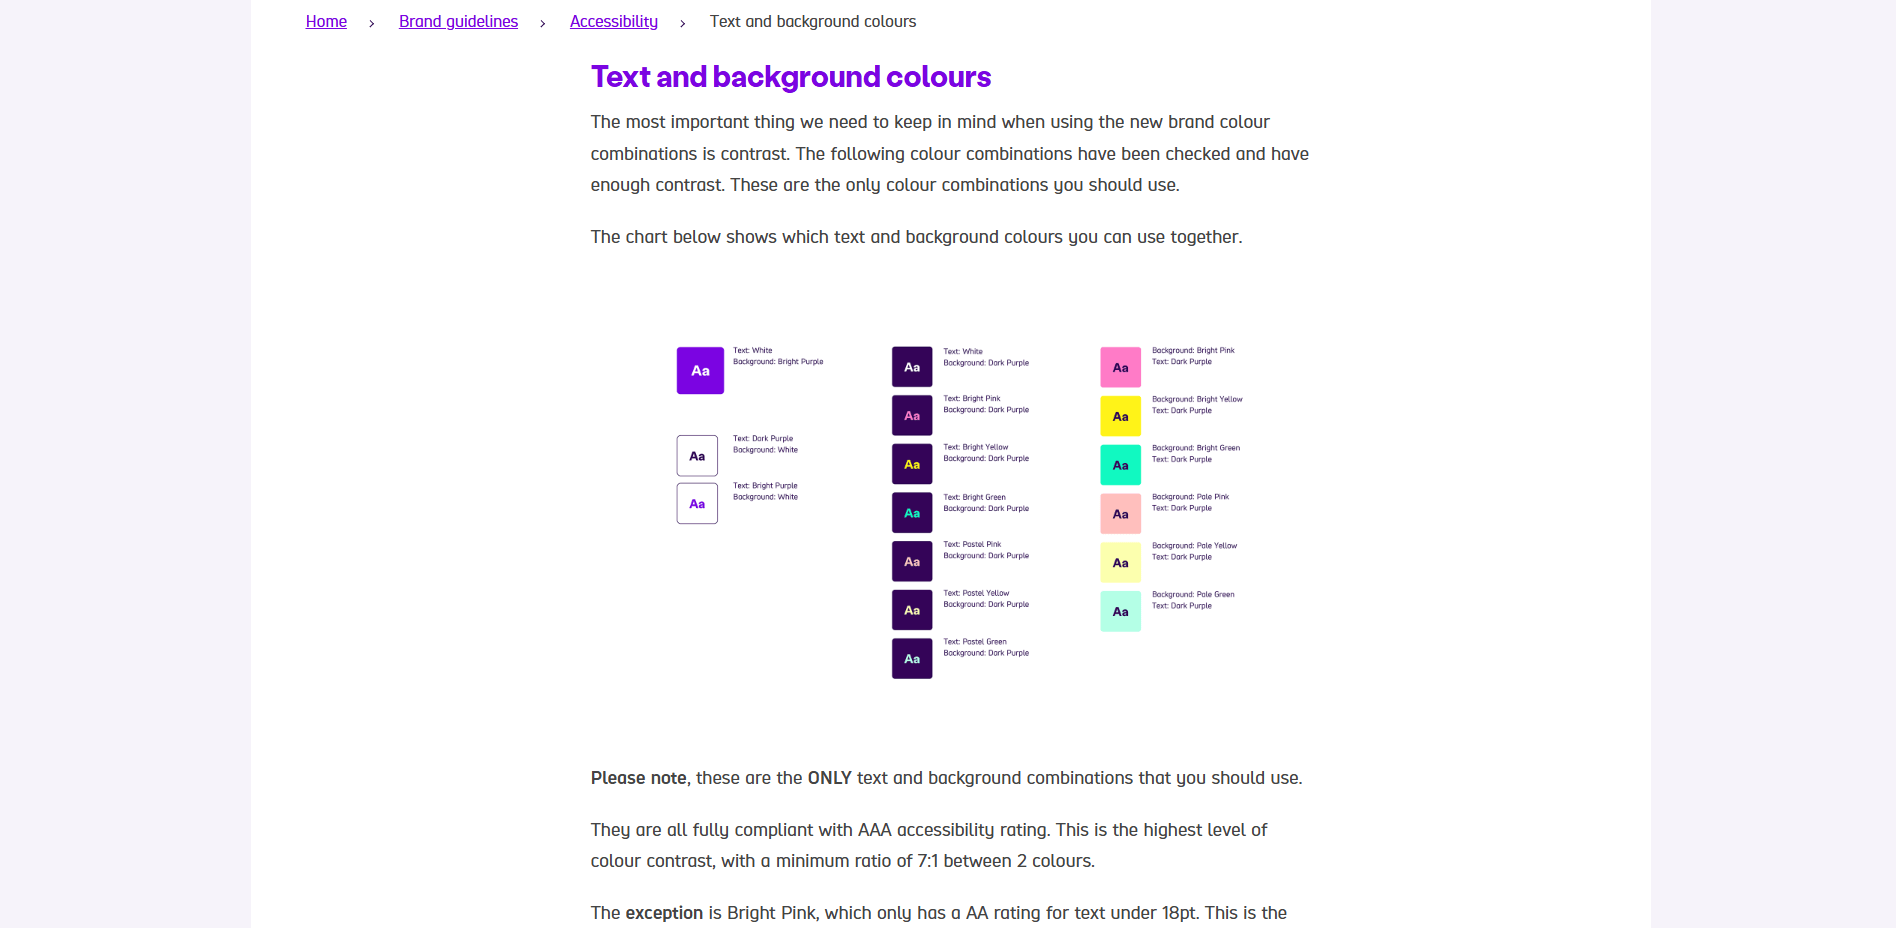 Home > Brand guidelines > Accessibility > Text and background colours
Text and background colours
The most important thing we need to keep in mind when using the new brand colour
combinations is contrast. The following colour combinations have been checked and have
enough contrast. These are the only colour combinations you should use.
The chart below shows which text and background colours you can use together.
Aa
Text: White
Background: Bright Purple
Aa
Text: Dark Purple
Background: White
Aa
Text: Bright Purple
Background: White
Aa
Text: White
Background: Dark Purple
Aa
Text: Bright Pink
Background: Dark Purple
Aa
Text: Bright Yellow
Background: Dark Purple
Aa
Text: Bright Green
Background: Dark Purple
Aa
Text: Pastel Pink
Background: Dark Purple
Aa
Text: Pastel Yellow
Background: Dark Purple
Aa
Text: Pastel Green
Background: Dark Purple
Aa
Background: Bright Pink
Text: Dark Purple
Aa
Background: Bright Yellow
Text: Dark Purple
Aa
Background: Bright Green
Text: Dark Purple
Aa
Background: Pale Pink
Text: Dark Purple
Aa
Background: Pale Yellow
Text: Dark Purple
Aa
Background: Pale Green
Text: Dark Purple
Please note, these are the ONLY text and background combinations that you should use.
They are all fully compliant with AAA accessibility rating. This is the highest level of
colour contrast, with a minimum ratio of 7:1 between 2 colours.
The exception is Bright Pink, which only has a AA rating for text under 18pt. This is the